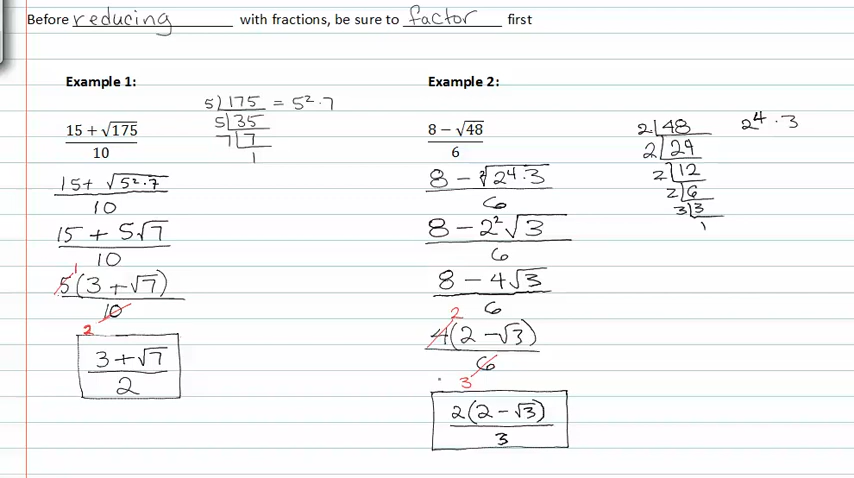 Before reducing with fractions, be sure to factor first
Example 1:
15 + √175
10
5 175 = 5² · 7
5 35
7 7
1
15 + √5² · 7
10
15 + 5√7
10
5 1 (3 + √7)
10 2
3 + √7
2
Example 2:
8 − √48
6
2 48 2⁴ · 3
2 24
2 12
2 6
3 3
1
8 − ²√2⁴ · 3
6
8 − 2²√3
6
8 − 4√3
6
4 2 (2 − √3)
6 3
2(2 − √3)
3